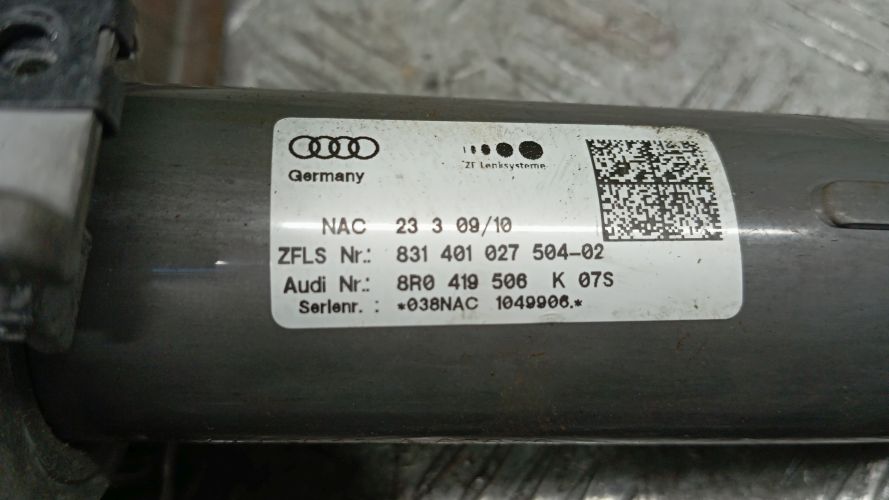 ZF Lenksysteme
Germany
NAC 23 3 09/10
ZFLS Nr.: 831 401 027 504-02
Audi Nr.: 8R0 419 506 K 07S
Serienr. : *038NAC 1049906.*